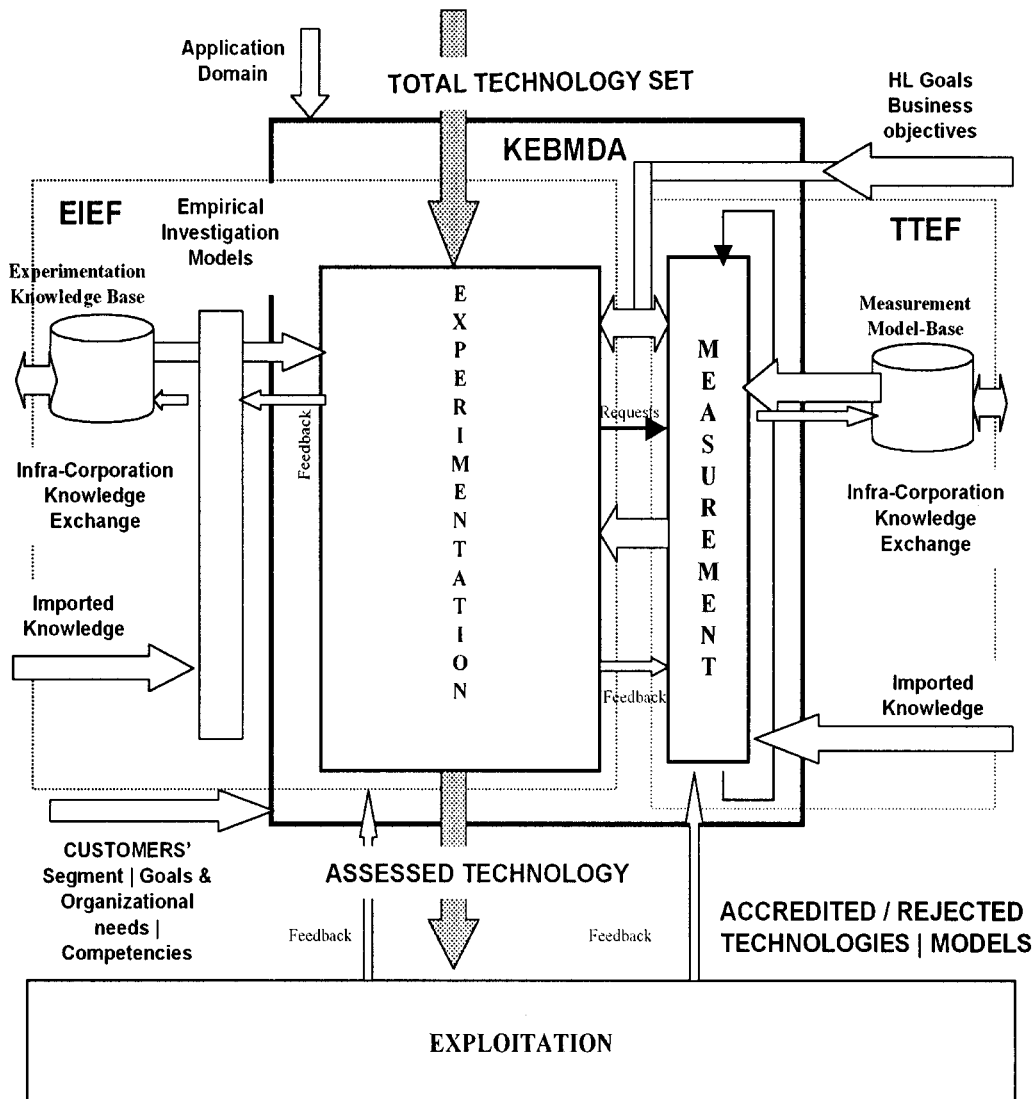 Application
Domain
TOTAL TECHNOLOGY SET
HL Goals
Business
objectives
KEBMDA
EIEF
Empirical
Investigation
Models
TTEF
Experimentation
Knowledge Base
Measurement
Model-Base
EXPERIMENTATION
MEASUREMENT
Requests
Feedback
Infra-Corporation
Knowledge
Exchange
Infra-Corporation
Knowledge
Exchange
Imported
Knowledge
Feedback
Imported
Knowledge
CUSTOMERS'
Segment | Goals &
Organizational
needs |
Competencies
ASSESSED TECHNOLOGY
Feedback
Feedback
ACCREDITED / REJECTED
TECHNOLOGIES | MODELS
EXPLOITATION